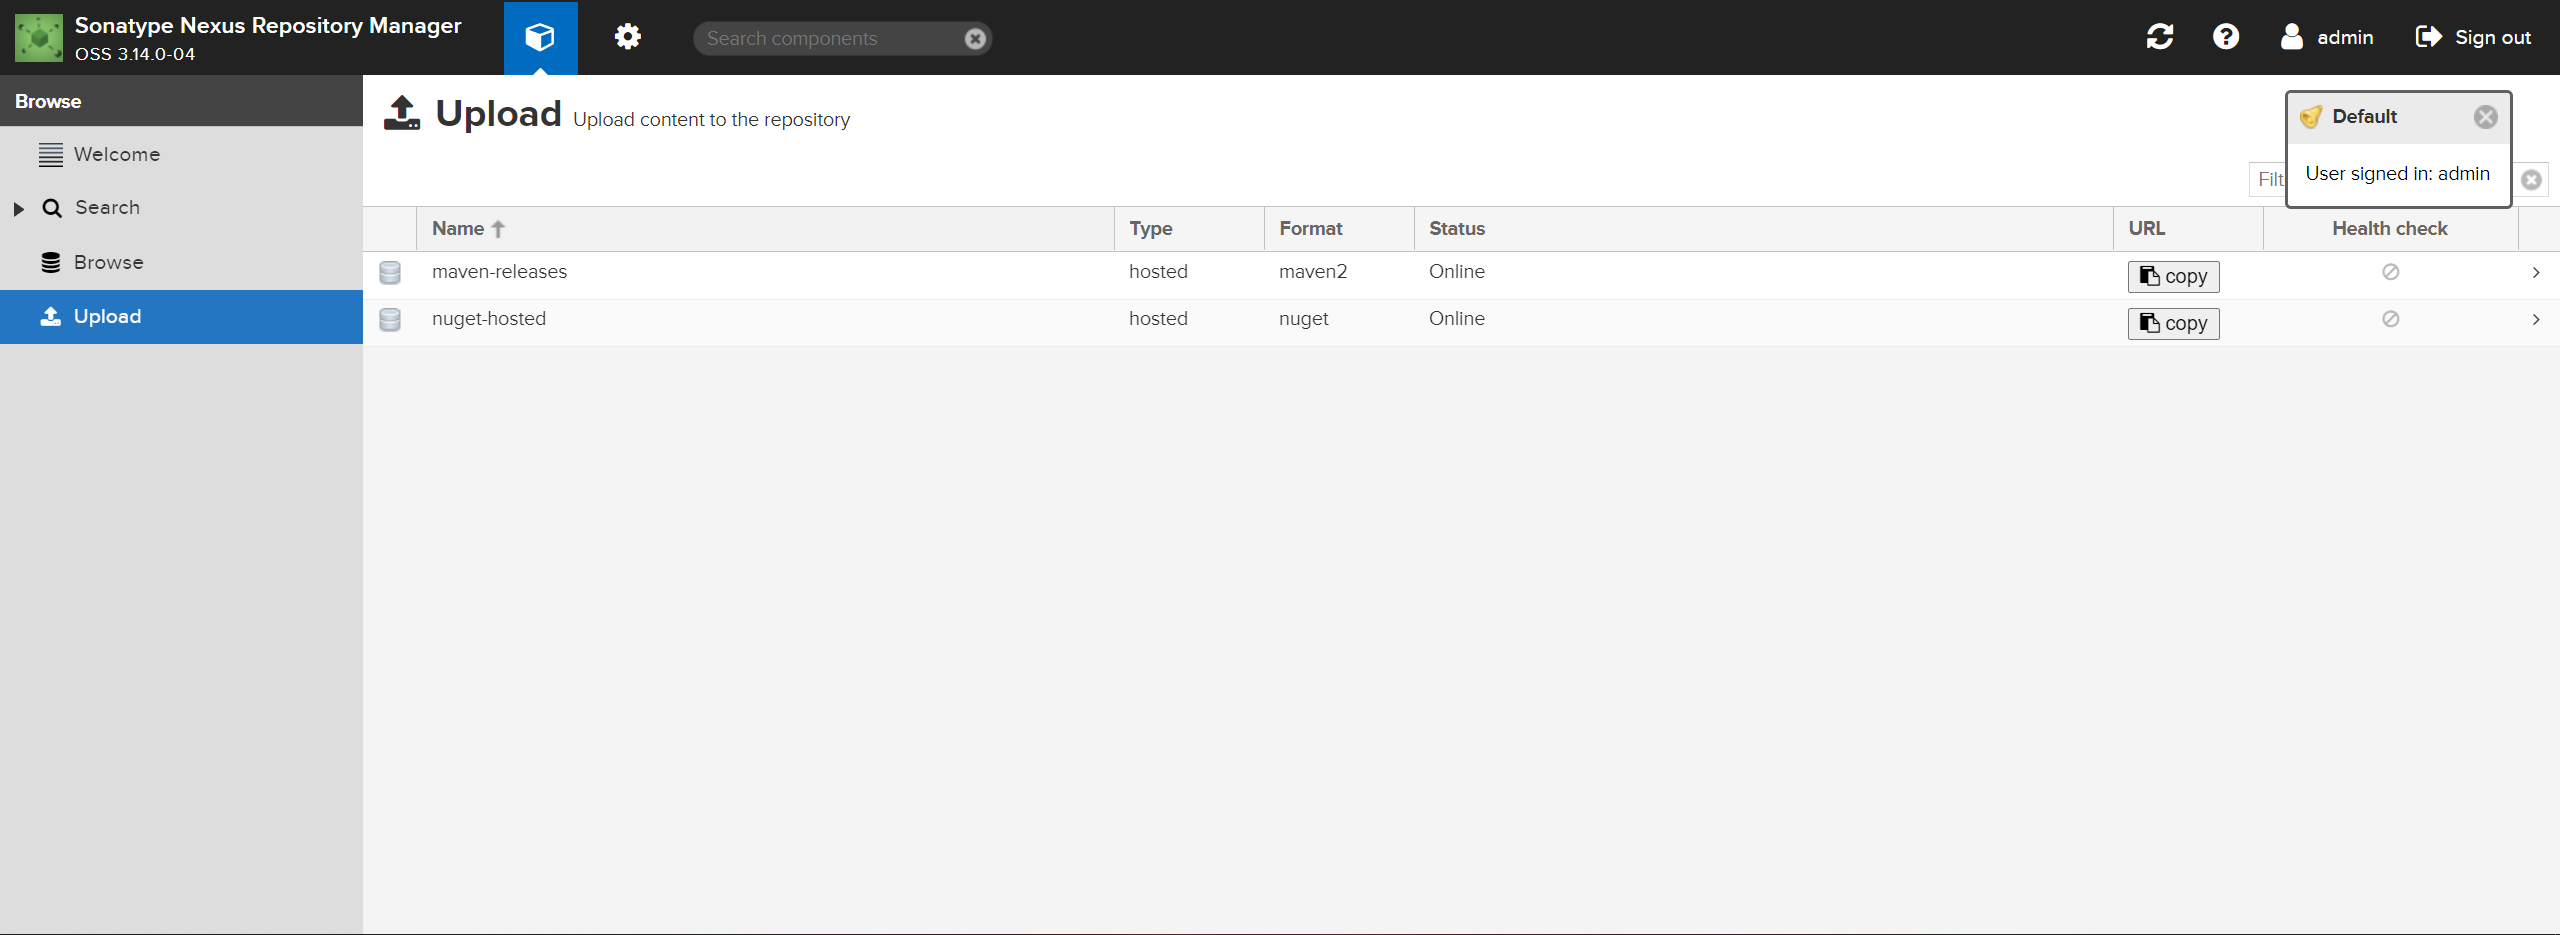 Sonatype Nexus Repository Manager
OSS 3.14.0-04
Search components
admin
Sign out
Browse
Welcome
Search
Browse
Upload
Upload Upload content to the repository
Default
User signed in: admin
Name Type Format Status URL Health check
maven-releases hosted maven2 Online copy
nuget-hosted hosted nuget Online copy